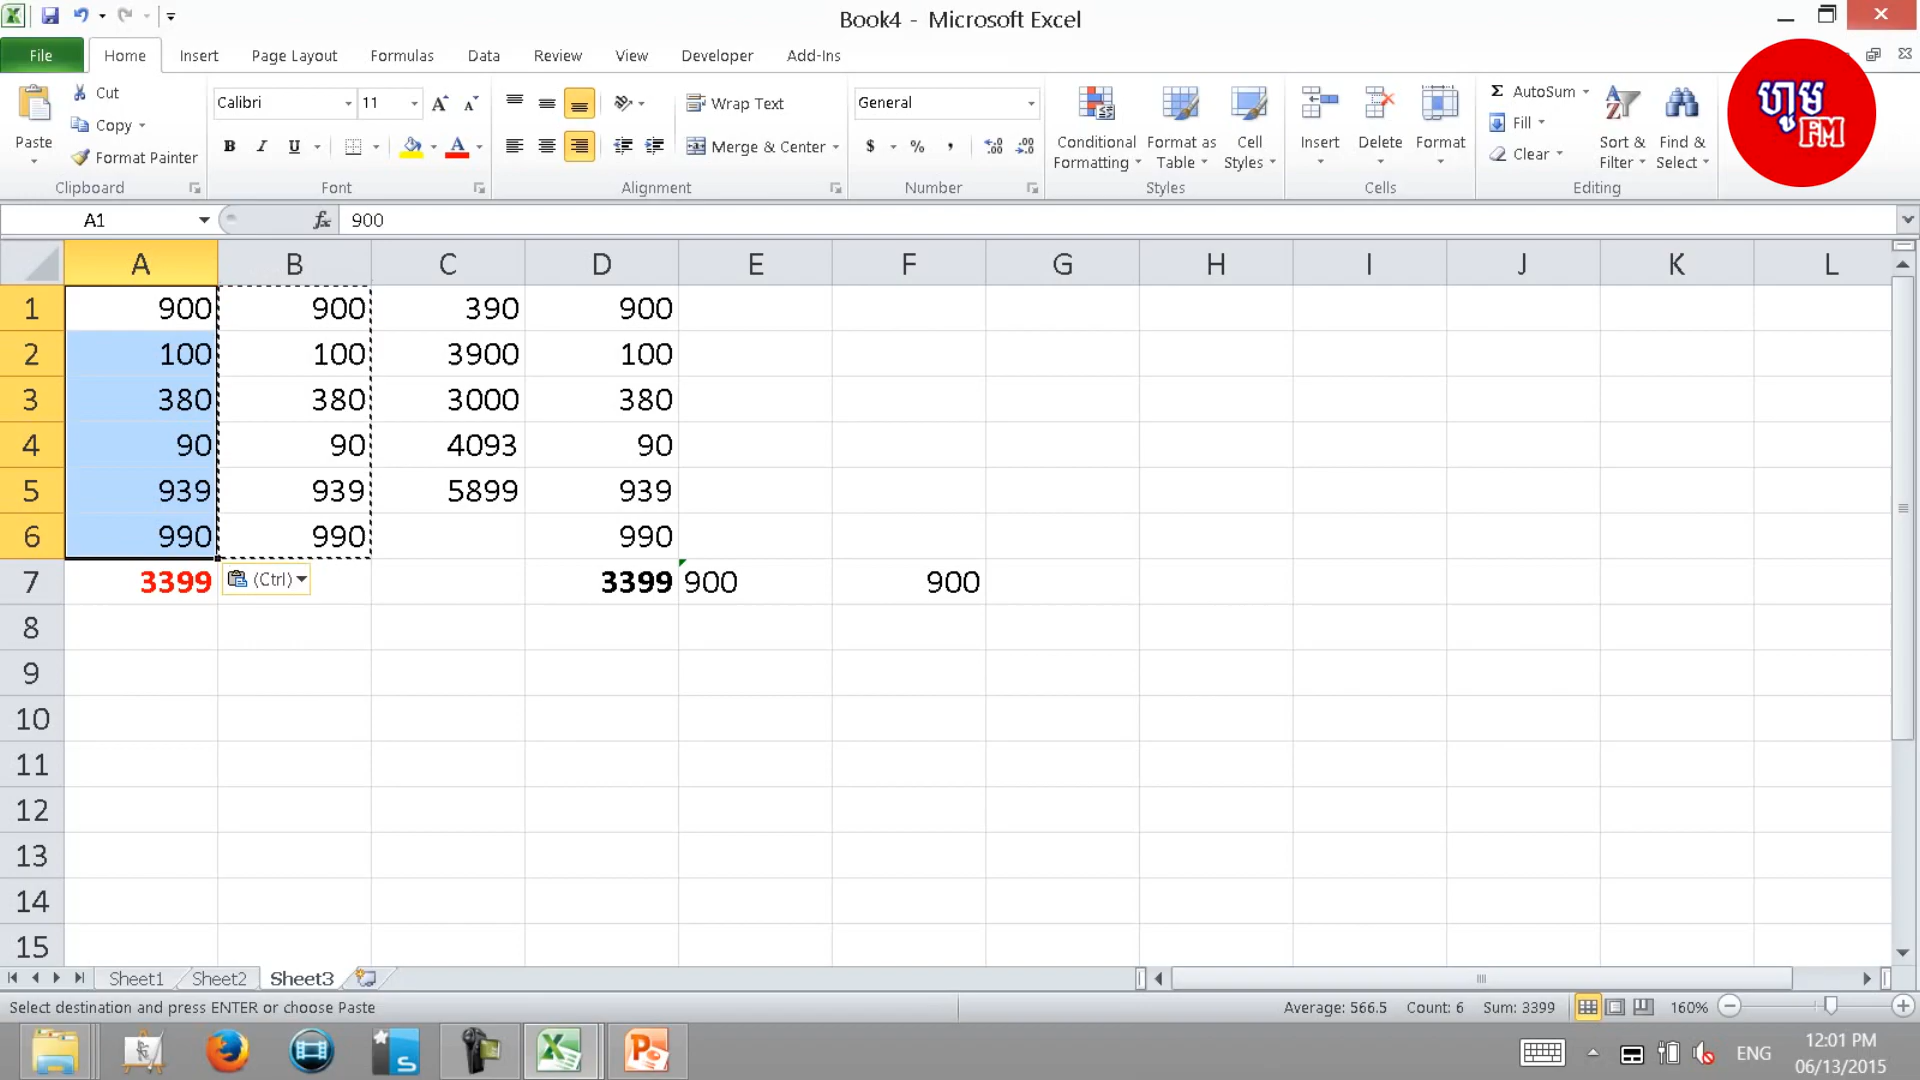 Book4 - Microsoft Excel
File Home Insert Page Layout Formulas Data Review View Developer Add-Ins
ហួម
FM
Paste
Cut
Copy
Format Painter
Clipboard
Calibri 11
B I U
Font
Wrap Text
Merge & Center
Alignment
General
$ % ,
Number
Conditional Formatting
Format as Table
Cell Styles
Styles
Insert Delete Format
Cells
Σ AutoSum
Fill
Clear
Sort & Filter
Find & Select
Editing
A1 fx 900
A B C D E F G H I J K L
1 900 900 390 900
2 100 100 3900 100
3 380 380 3000 380
4 90 90 4093 90
5 939 939 5899 939
6 990 990 990
7 3399 (Ctrl) 3399 900 900
8
9
10
11
12
13
14
15
Sheet1 Sheet2 Sheet3
Select destination and press ENTER or choose Paste Average: 566.5 Count: 6 Sum: 3399 160%
ENG 12:01 PM
06/13/2015